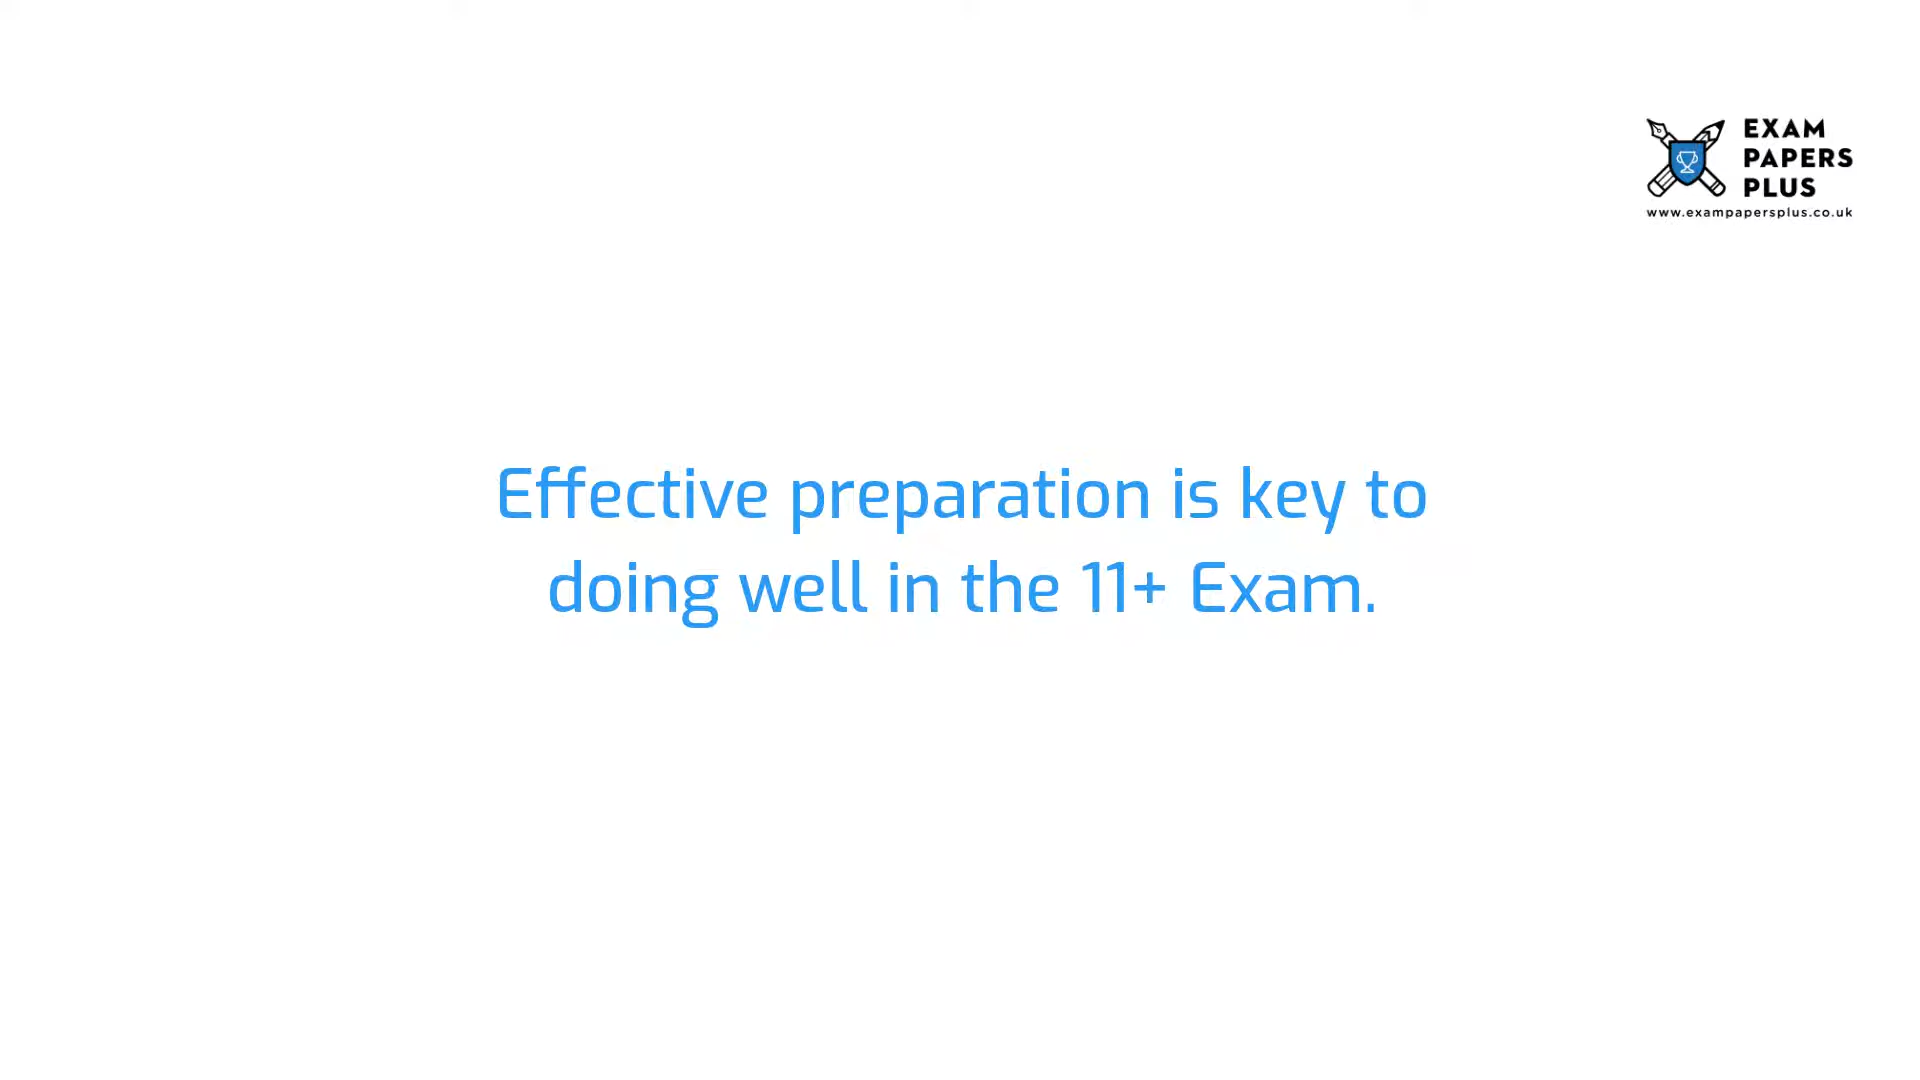 EXAM
PAPERS
PLUS
www.exampapersplus.co.uk
Effective preparation is key to
doing well in the 11+ Exam.